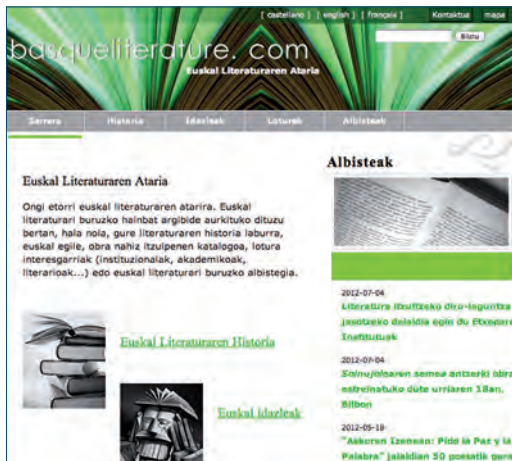 [ castellano ] [ english ] [ français ] Kontaktua mapa
Bilatu
basqueliterature. com
Euskal Literaturaren Ataria
Sarrera Historia Idazleak Loturak Albisteak
Euskal Literaturaren Ataria
Ongi etorri euskal literaturaren atarira. Euskal
literaturari buruzko hainbat argibide aurkituko dituzu
bertan, hala nola, gure literaturaren historia laburra,
euskal egile, obra nahiz itzulpenen katalogoa, lotura
interesgarriak (instituzionalak, akademikoak,
literarioak...) edo euskal literaturari buruzko albistegia.
Euskal Literaturaren Historia
Euskal Idazleak
Albisteak
2012-07-04
Literatura itzultzeko diru-laguntza
jasotzeko deialdia egin du Etxepare
Institutuak
2012-07-04
Soinujolearen semea antzerki obra
estreinatuko dute urriaren 18an,
Bilbon
2012-05-18
"Askoren Izenean: Pido la Paz y la
Palabra" jaialdian 50 poesatik gora